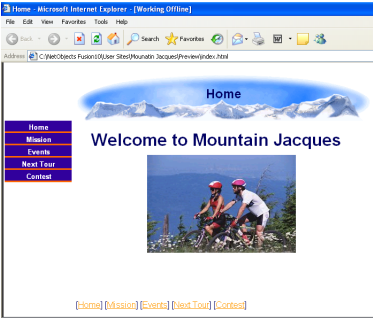 Home - Microsoft Internet Explorer - [Working Offline]
File Edit View Favorites Tools Help
Back Search Favorites
Address C:\NetObjects Fusion10\User Sites\Mounatin Jacques\Preview\index.html
Home
Home
Mission
Events
Next Tour
Contest
Welcome to Mountain Jacques
[Home] [Mission] [Events] [Next Tour] [Contest]